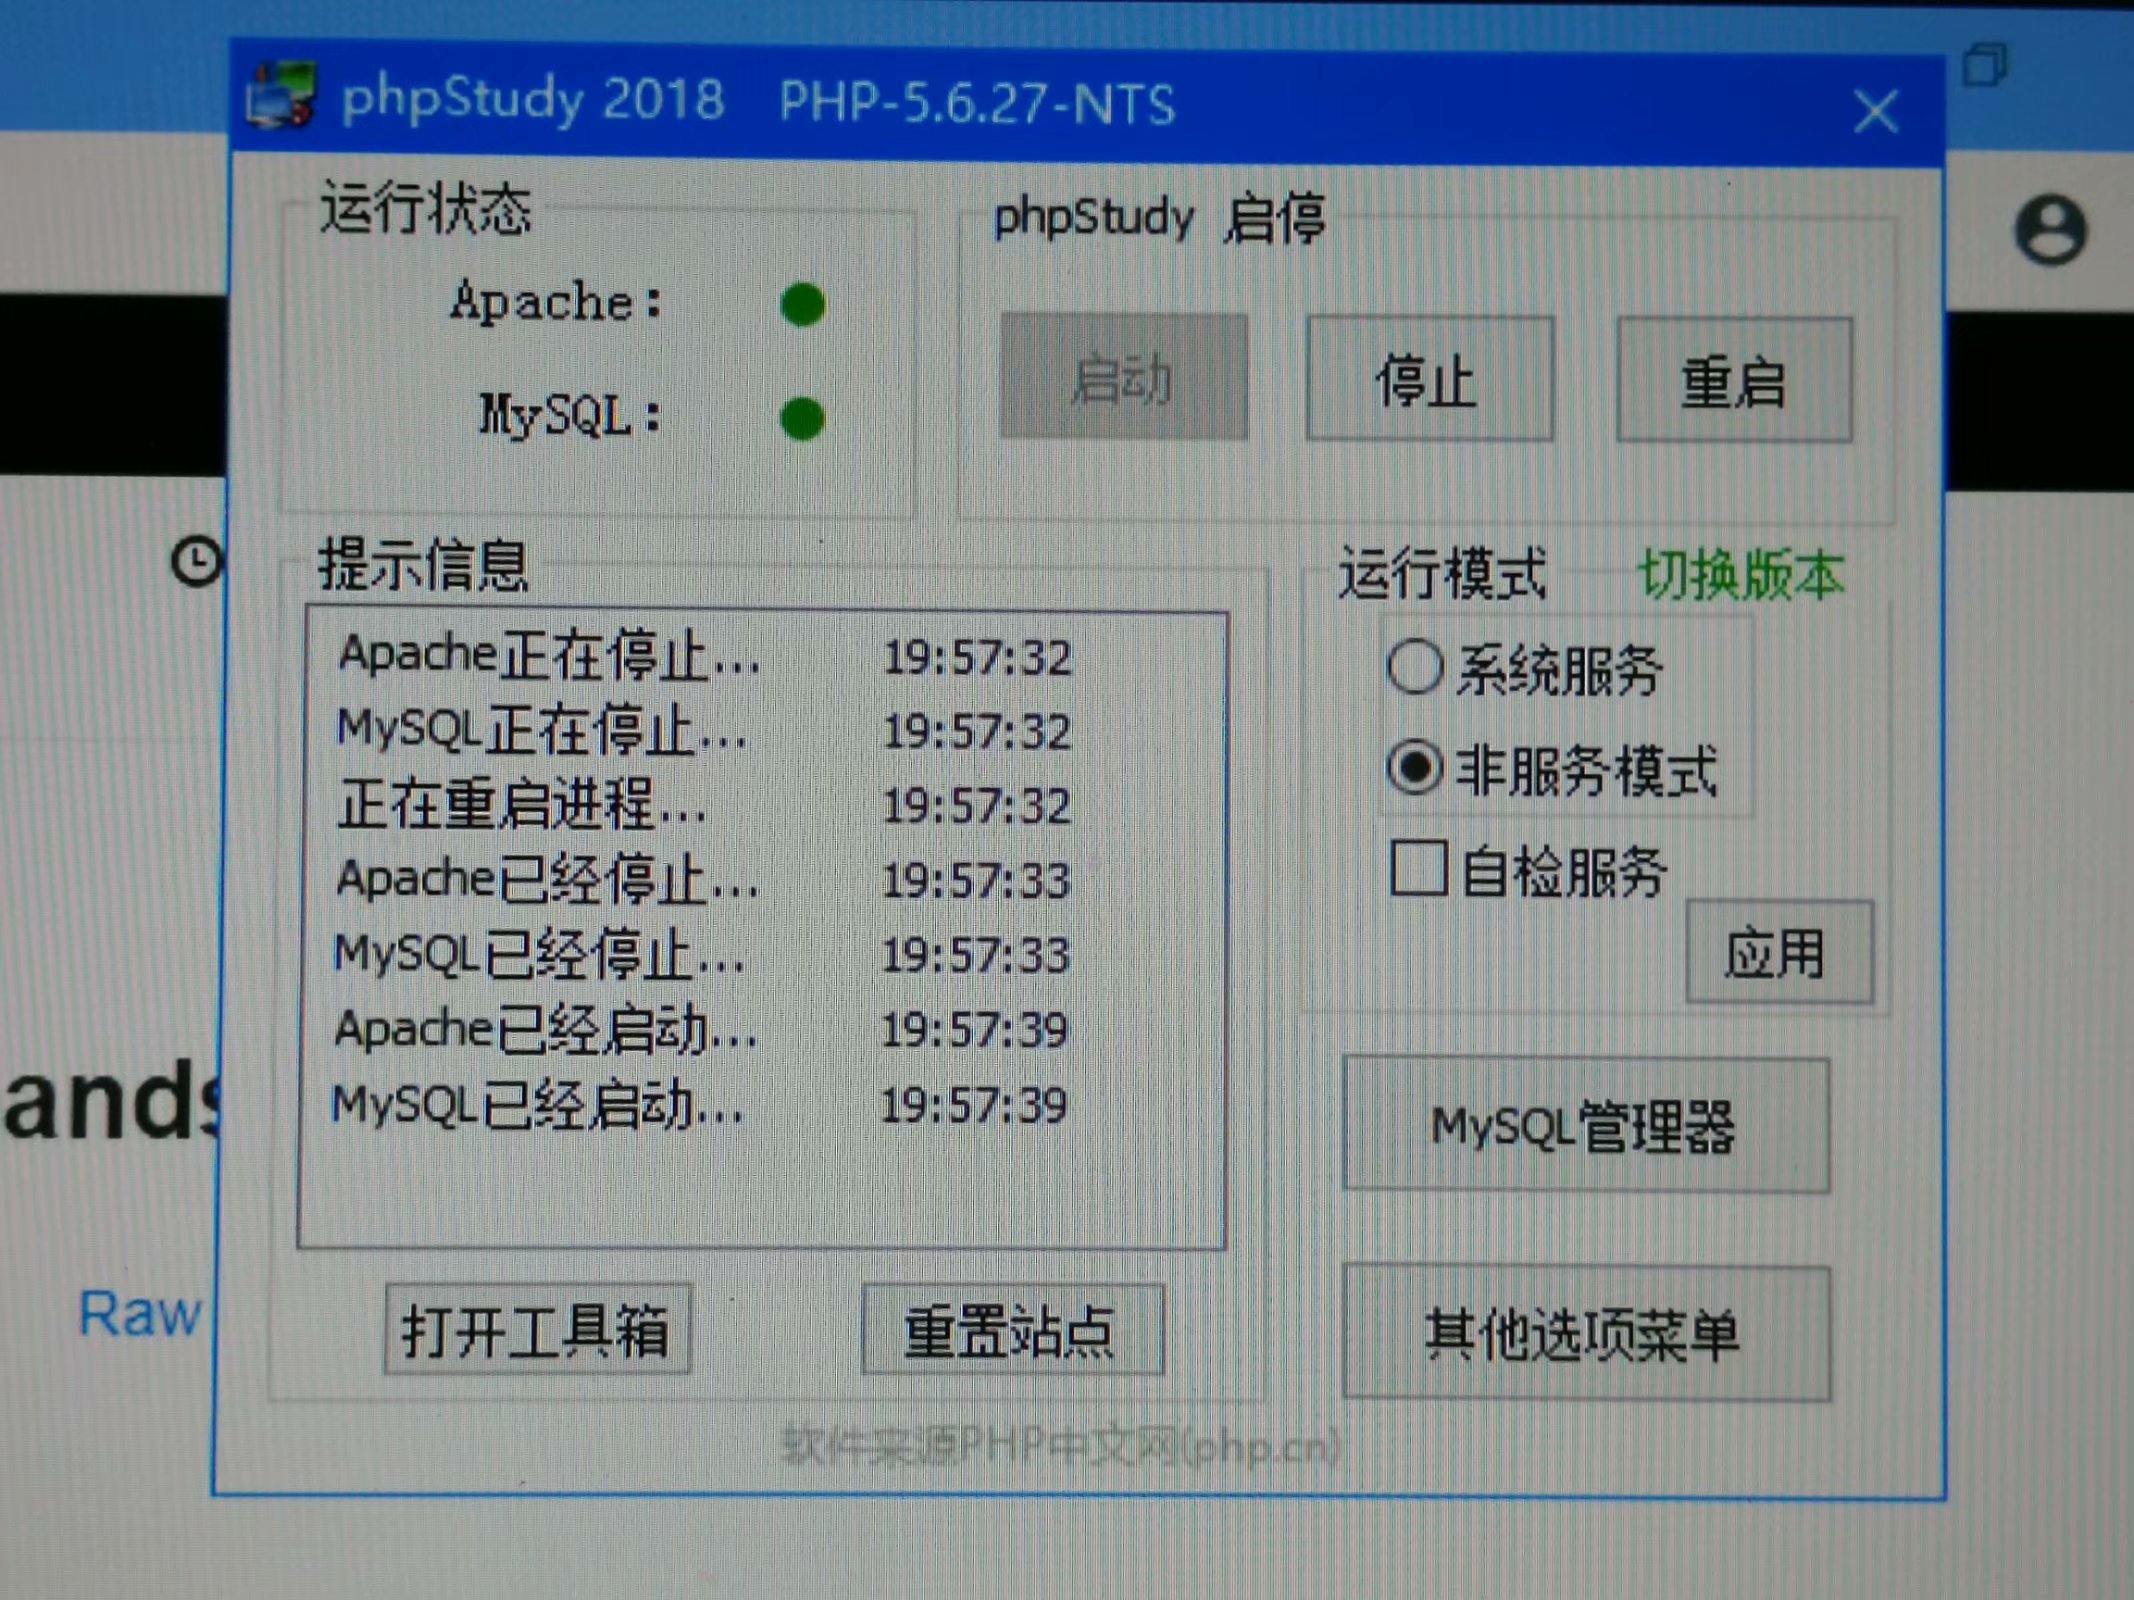 phpStudy 2018 PHP-5.6.27-NTS
运行状态
Apache:
MySQL:
phpStudy 启停
启动 停止 重启
提示信息
Apache正在停止... 19:57:32
MySQL正在停止... 19:57:32
正在重启进程... 19:57:32
Apache已经停止... 19:57:33
MySQL已经停止... 19:57:33
Apache已经启动... 19:57:39
MySQL已经启动... 19:57:39
打开工具箱 重置站点
运行模式 切换版本
系统服务
非服务模式
自检服务
应用
MySQL管理器
其他选项菜单
软件来源PHP中文网(php.cn)
ands
Raw